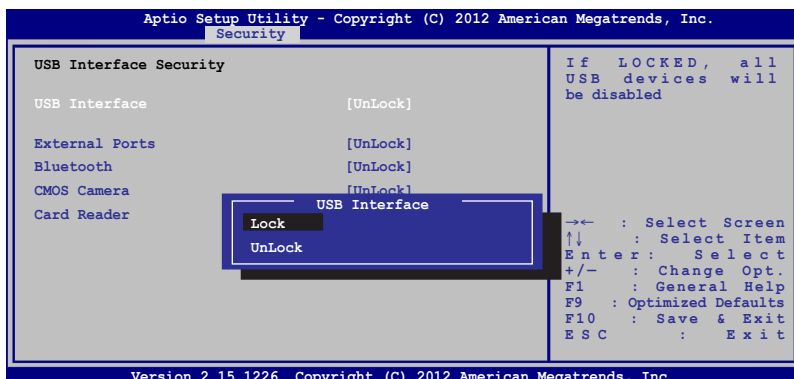 Aptio Setup Utility - Copyright (C) 2012 American Megatrends, Inc.
Security
USB Interface Security
USB Interface [UnLock]
External Ports [UnLock]
Bluetooth [UnLock]
CMOS Camera [UnLock]
Card Reader
USB Interface
Lock
UnLock
If LOCKED, all
USB devices will
be disabled
→← : Select Screen
↑↓ : Select Item
Enter: Select
+/— : Change Opt.
F1 : General Help
F9 : Optimized Defaults
F10 : Save & Exit
ESC : Exit
Version 2.15.1226. Copyright (C) 2012 American Megatrends, Inc.